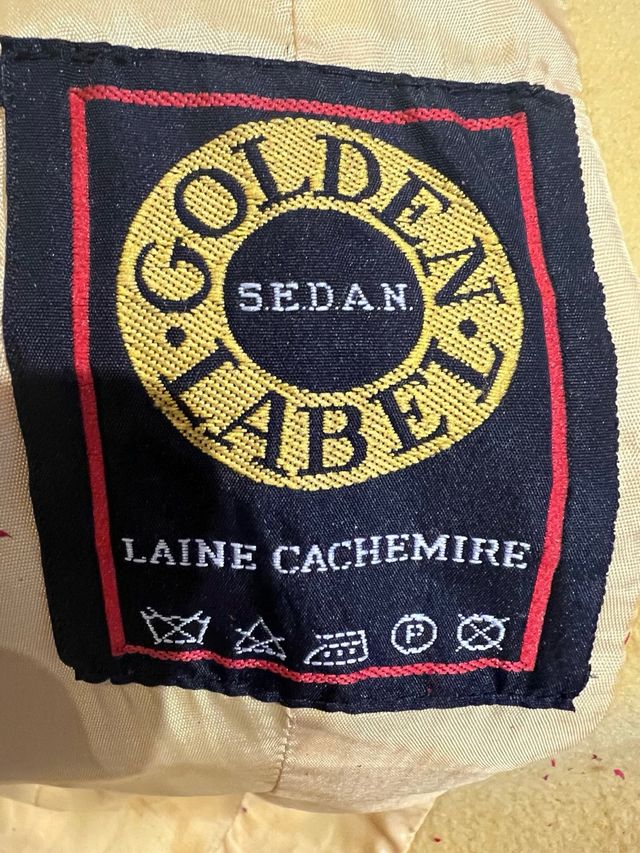 GOLDEN
S.E.D.A.N.
LABEL
LAINE CACHEMIRE
P